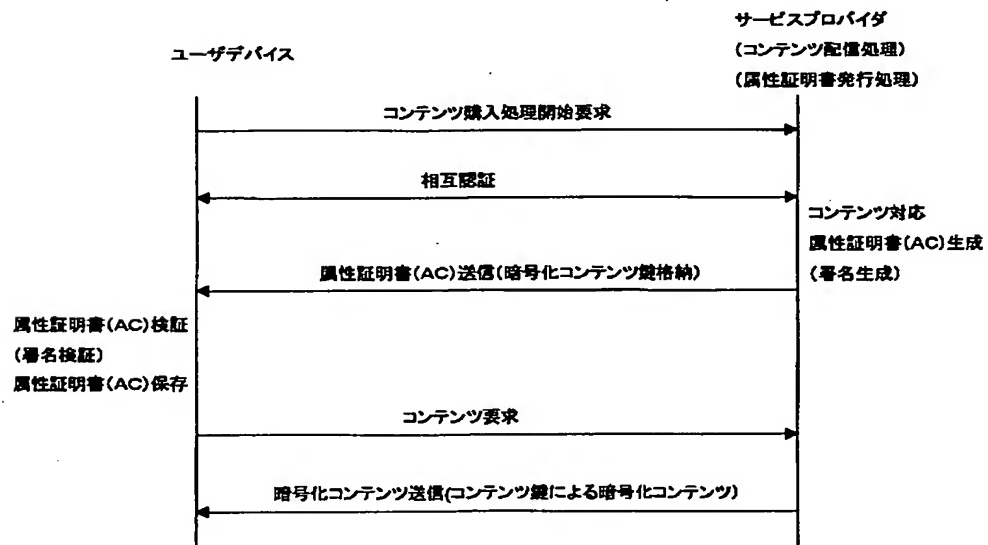 サービスプロバイダ
(コンテンツ配信処理)
(属性証明書発行処理)
ユーザデバイス
コンテンツ購入処理開始要求
相互認証
コンテンツ対応
属性証明書(AC)生成
(署名生成)
属性証明書(AC)送信(暗号化コンテンツ鍵格納)
属性証明書(AC)検証
(署名検証)
属性証明書(AC)保存
コンテンツ要求
暗号化コンテンツ送信(コンテンツ鍵による暗号化コンテンツ)